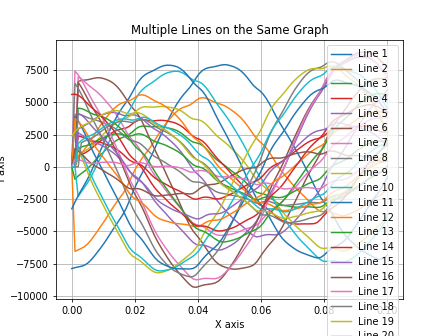 Multiple Lines on the Same Graph
7500
5000
2500
0
−2500
−5000
−7500
−10000
0.00
0.02
0.04
0.06
X axis
Line 1
Line 2
Line 3
Line 4
Line 5
Line 6
Line 7
Line 8
Line 9
Line 10
Line 11
Line 12
Line 13
Line 14
Line 15
Line 16
Line 17
Line 18
Line 19
Line 20